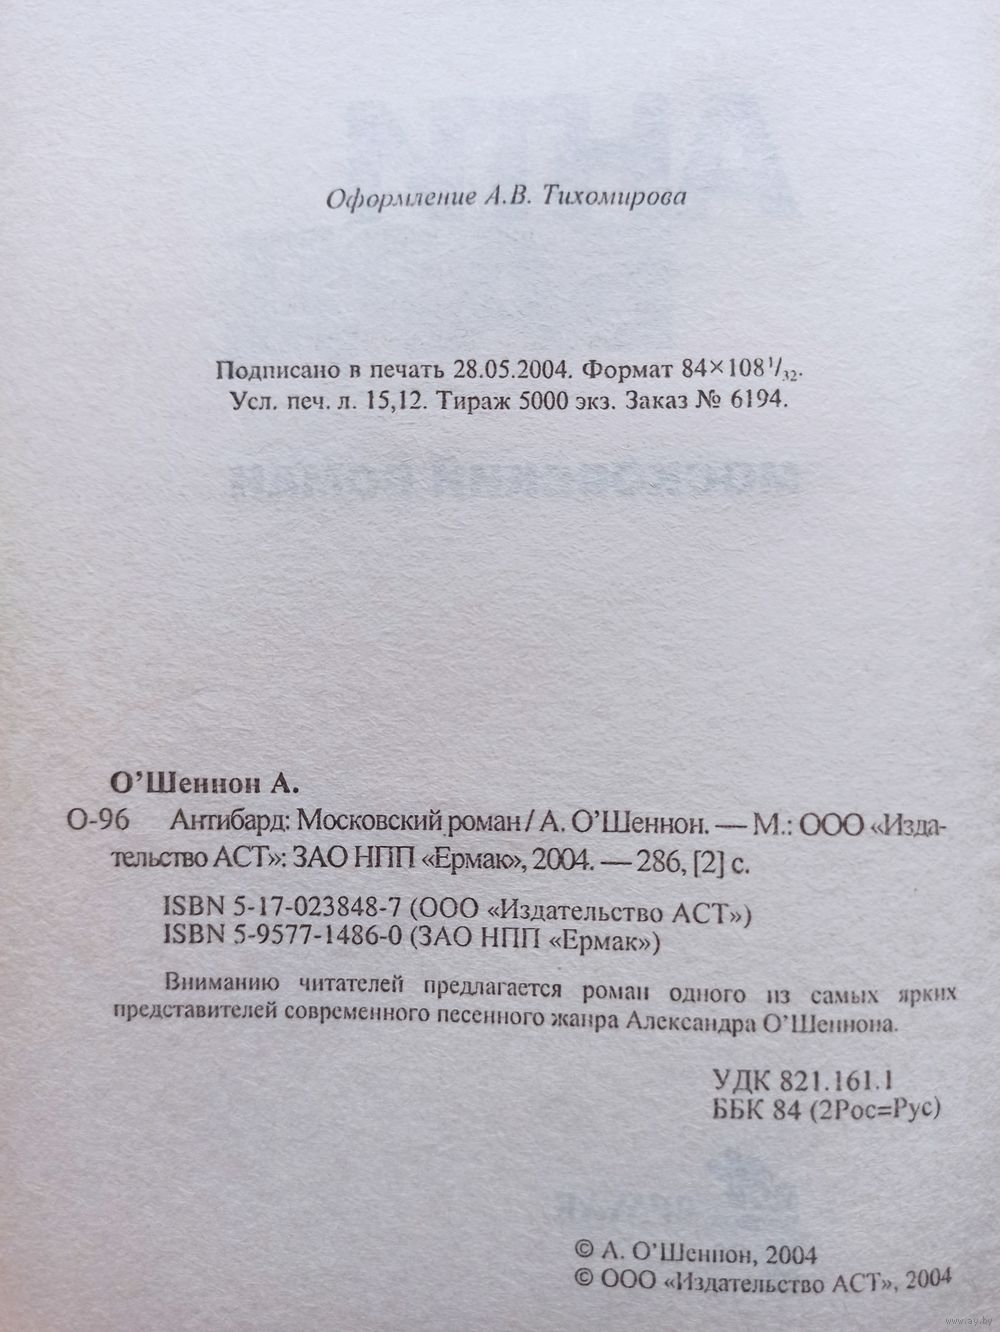 Оформление А.В. Тихомирова
Подписано в печать 28.05.2004. Формат 84×108 1/32.
Усл. печ. л. 15,12. Тираж 5000 экз. Заказ № 6194.
О’Шеннон А.
О-96 Антибард: Московский роман / А. О’Шеннон. — М.: ООО «Изда-
тельство АСТ»: ЗАО НПП «Ермак», 2004. — 286, [2] с.
ISBN 5-17-023848-7 (ООО «Издательство АСТ»)
ISBN 5-9577-1486-0 (ЗАО НПП «Ермак»)
Вниманию читателей предлагается роман одного из самых ярких
представителей современного песенного жанра Александра О’Шеннона.
УДК 821.161.1
ББК 84 (2Рос=Рус)
© А. О’Шеннон, 2004
© ООО «Издательство АСТ», 2004
www.ay.by